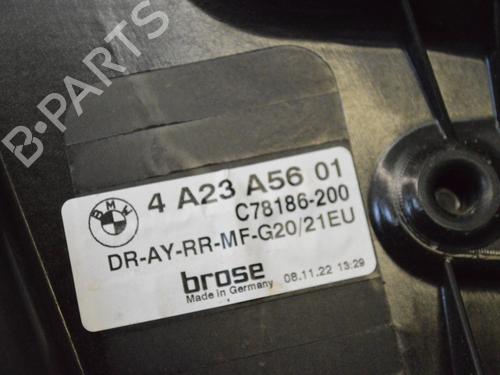 B·PARTS
BMW
4 A23 A56 01
C78186-200
DR-AY-RR-MF-G20/21EU
brose
Made in Germany
08.11.22 13:29